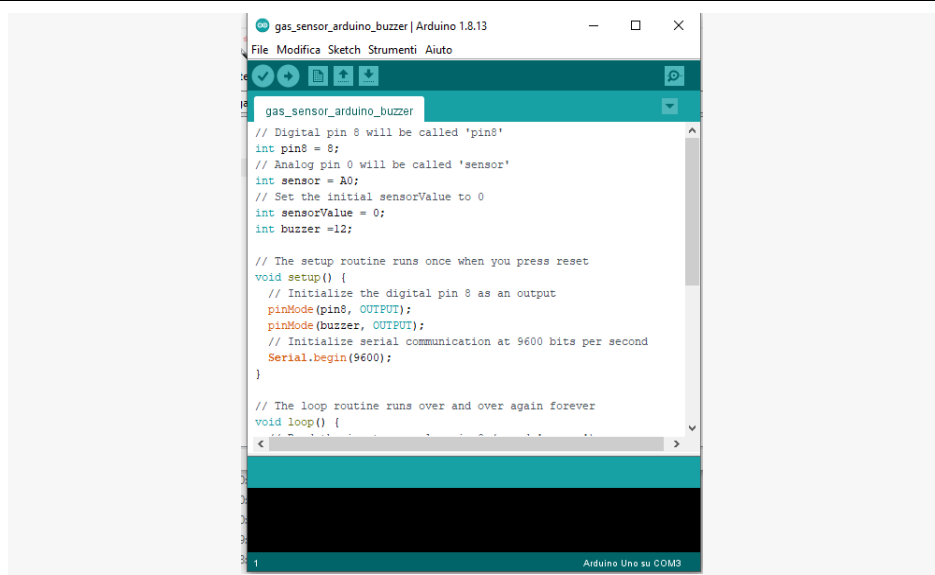 gas_sensor_arduino_buzzer | Arduino 1.8.13
File Modifica Sketch Strumenti Aiuto
gas_sensor_arduino_buzzer
// Digital pin 8 will be called 'pin8'
int pin8 = 8;
// Analog pin 0 will be called 'sensor'
int sensor = A0;
// Set the initial sensorValue to 0
int sensorValue = 0;
int buzzer =12;
// The setup routine runs once when you press reset
void setup() {
// Initialize the digital pin 8 as an output
pinMode(pin8, OUTPUT);
pinMode(buzzer, OUTPUT);
// Initialize serial communication at 9600 bits per second
Serial.begin(9600);
}
// The loop routine runs over and over again forever
void loop() {
1 Arduino Uno su COM3